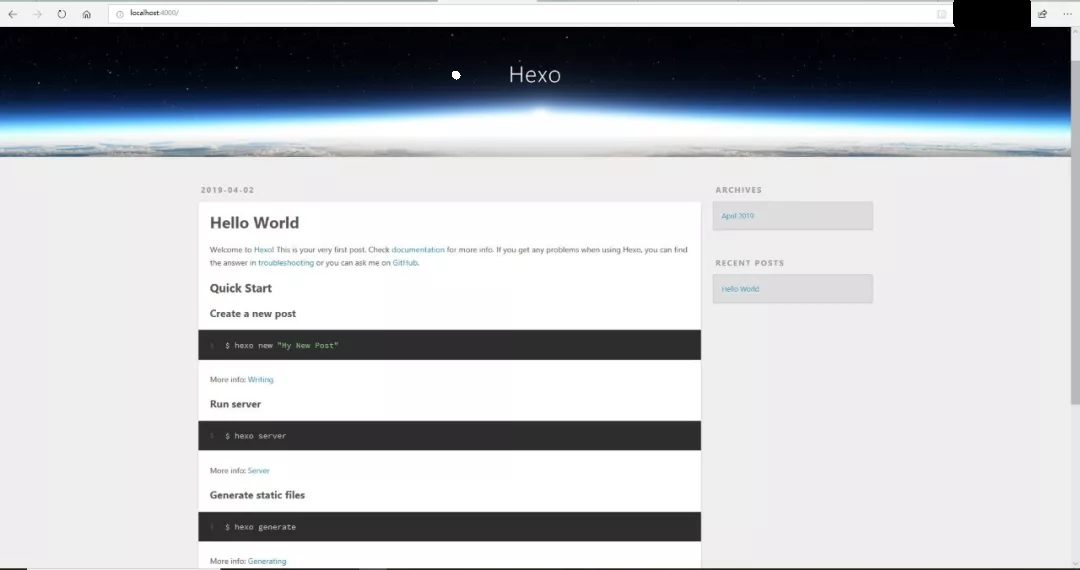 localhost:4000/
Hexo
2019-04-02
Hello World
Welcome to Hexo! This is your very first post. Check documentation for more info. If you get any problems when using Hexo, you can find
the answer in troubleshooting or you can ask me on GitHub.
Quick Start
Create a new post
1 $ hexo new "My New Post"
More info: Writing
Run server
1 $ hexo server
More info: Server
Generate static files
1 $ hexo generate
More info: Generating
ARCHIVES
April 2019
RECENT POSTS
Hello World